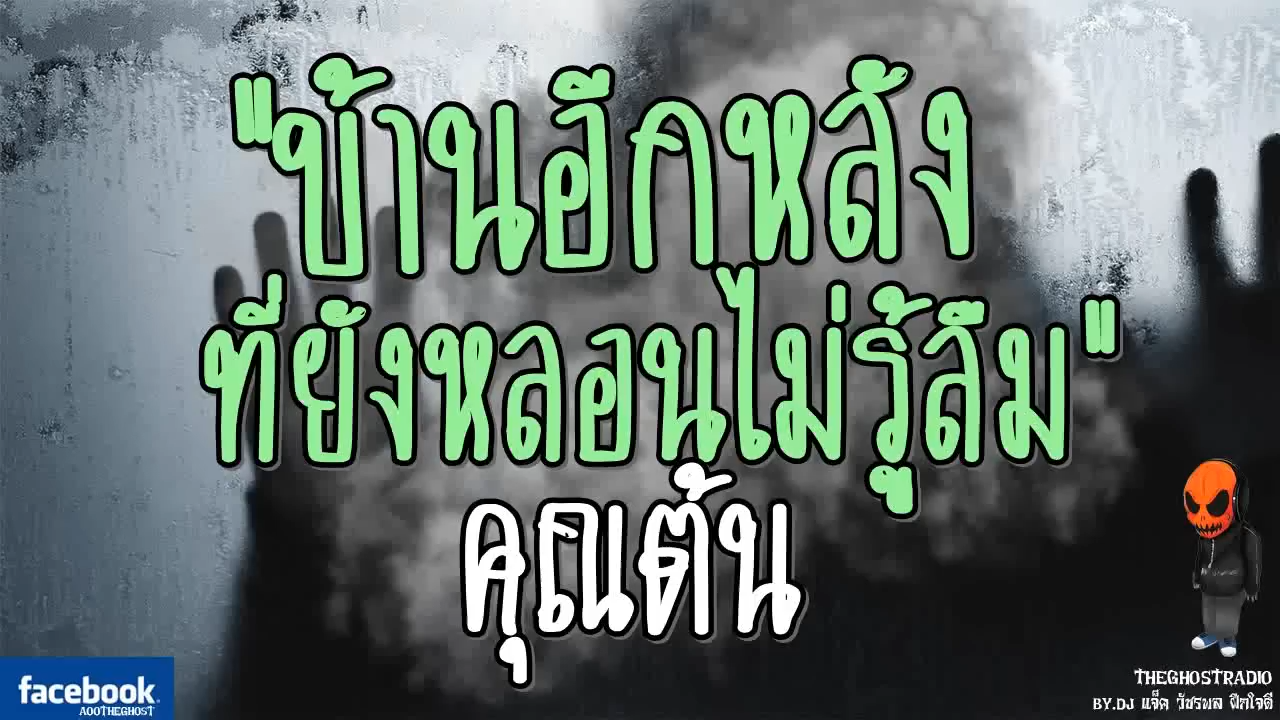 "บ้านอีกหลัง
ที่ยังหลอนไม่รู้ลืม"
คุณต้น
facebook.
AOOTHEGHOST
THEGHOSTRADIO
BY.DJ แจ็ค วัชรพล ฝึกใจดี